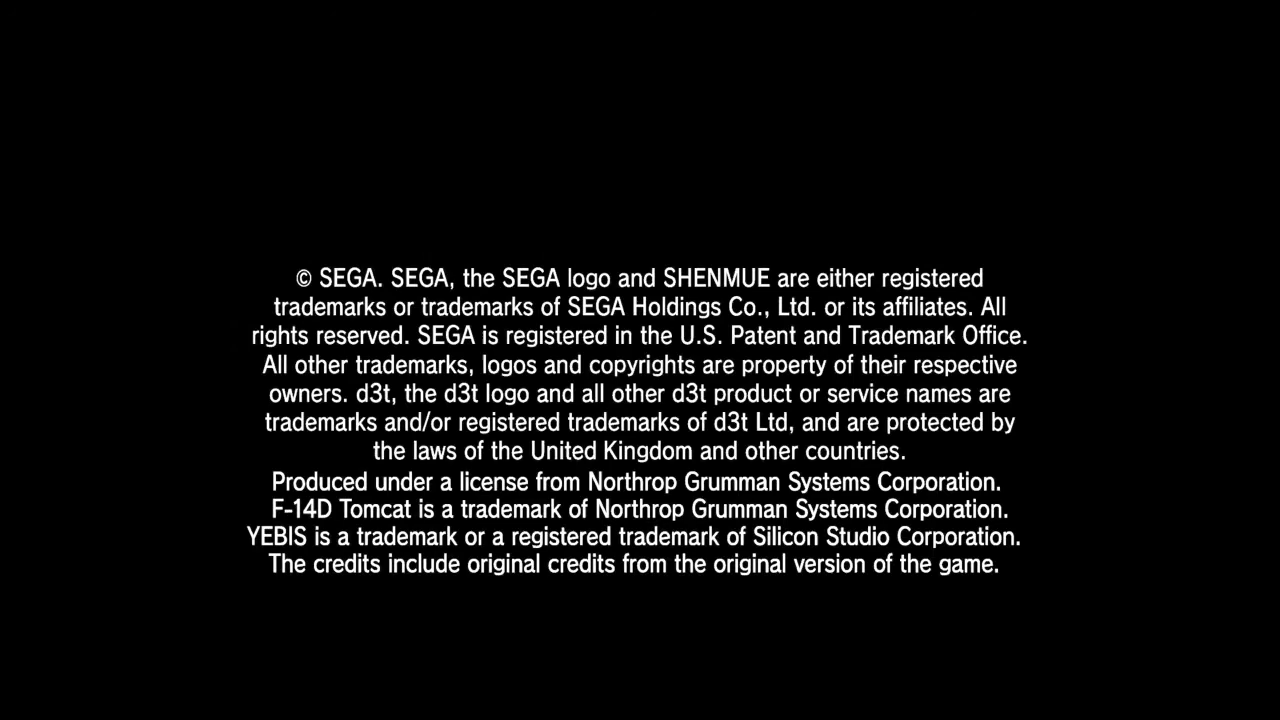 © SEGA. SEGA, the SEGA logo and SHENMUE are either registered
trademarks or trademarks of SEGA Holdings Co., Ltd. or its affiliates. All
rights reserved. SEGA is registered in the U.S. Patent and Trademark Office.
All other trademarks, logos and copyrights are property of their respective
owners. d3t, the d3t logo and all other d3t product or service names are
trademarks and/or registered trademarks of d3t Ltd, and are protected by
the laws of the United Kingdom and other countries.
Produced under a license from Northrop Grumman Systems Corporation.
F-14D Tomcat is a trademark of Northrop Grumman Systems Corporation.
YEBIS is a trademark or a registered trademark of Silicon Studio Corporation.
The credits include original credits from the original version of the game.